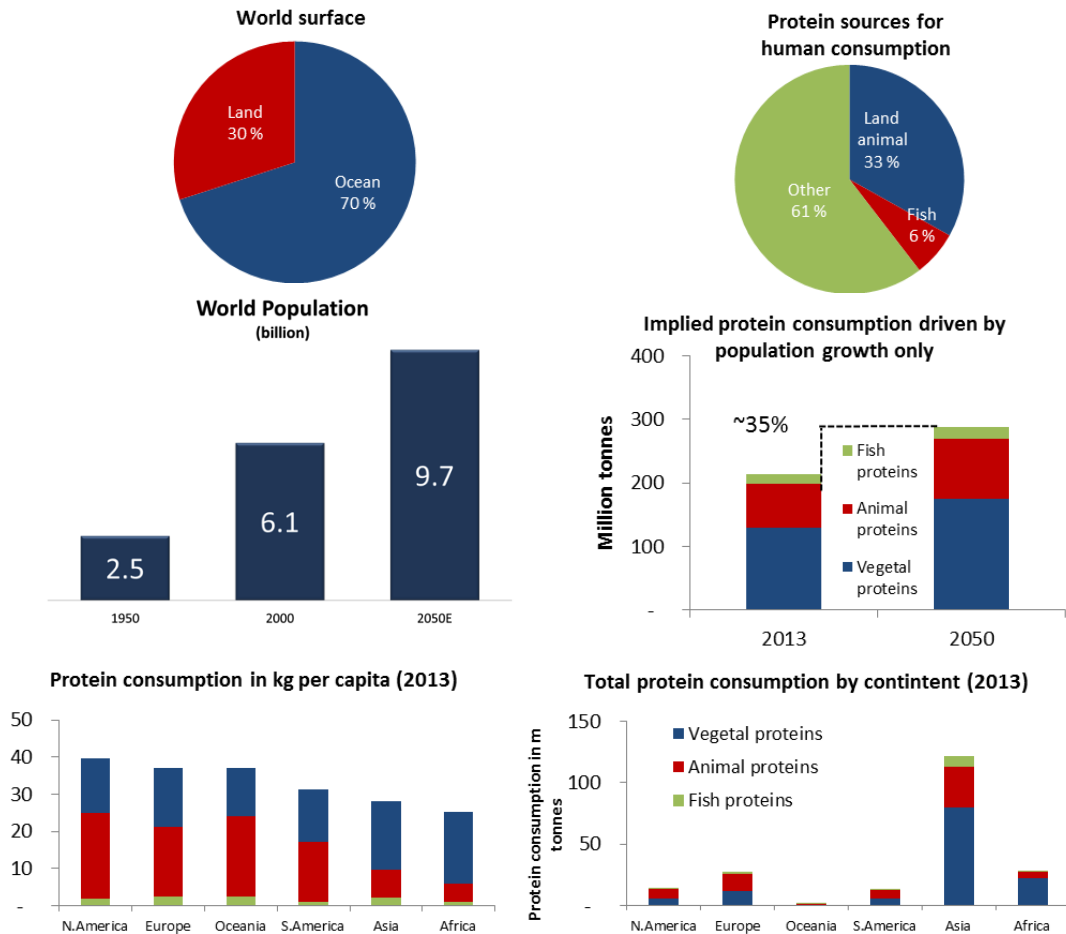 World surface
Land
30 %
Ocean
70 %
Protein sources for
human consumption
Land
animal
33 %
Other
61 %
Fish
6 %
World Population
(billion)
2.5
6.1
9.7
1950
2000
2050E
Implied protein consumption driven by
population growth only
Million tonnes
400
300
200
100
-
~35%
Fish
proteins
Animal
proteins
Vegetal
proteins
2013
2050
Protein consumption in kg per capita (2013)
50
40
30
20
10
-
N.America
Europe
Oceania
S.America
Asia
Africa
Total protein consumption by contintent (2013)
Protein consumption in m
tonnes
150
100
50
-
Vegetal proteins
Animal proteins
Fish proteins
N.America
Europe
Oceania
S.America
Asia
Africa